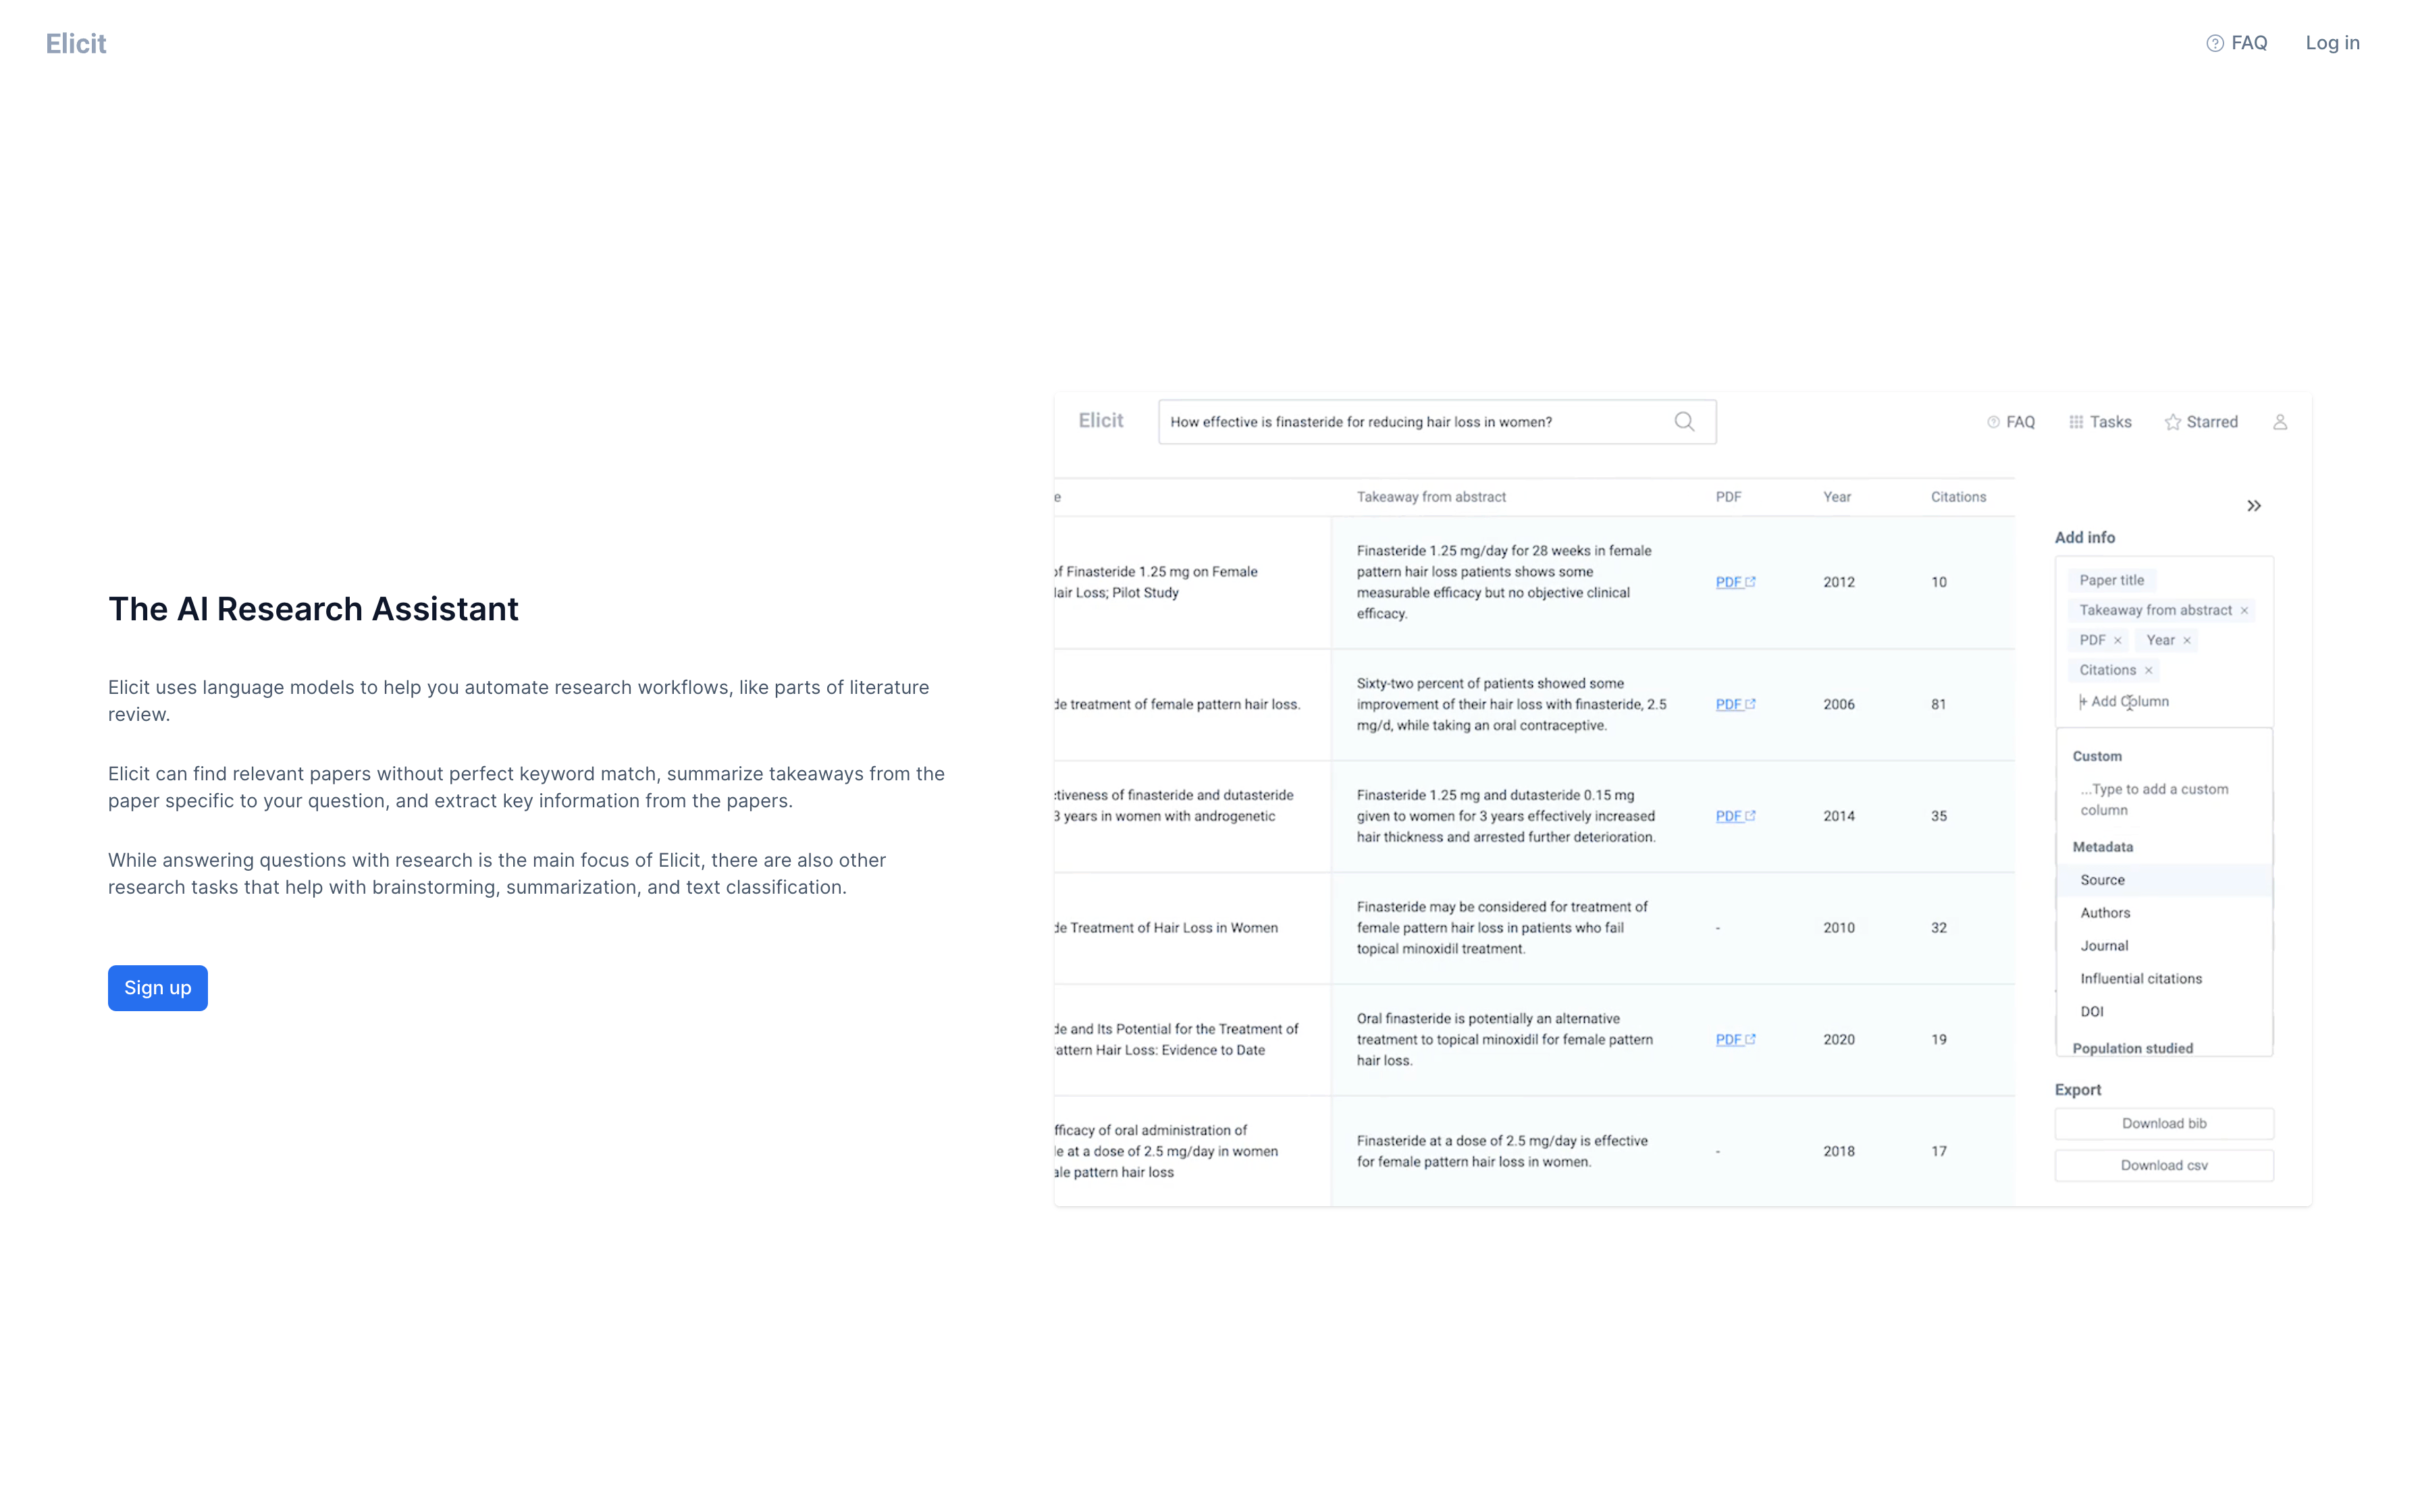 Elicit
FAQ
Log in
The AI Research Assistant
Elicit uses language models to help you automate research workflows, like parts of literature
review.
Elicit can find relevant papers without perfect keyword match, summarize takeaways from the
paper specific to your question, and extract key information from the papers.
While answering questions with research is the main focus of Elicit, there are also other
research tasks that help with brainstorming, summarization, and text classification.
Sign up
Elicit
How effective is finasteride for reducing hair loss in women?
FAQ
Tasks
Starred
e
Takeaway from abstract
PDF
Year
Citations
of Finasteride 1.25 mg on Female
Hair Loss; Pilot Study
Finasteride 1.25 mg/day for 28 weeks in female
pattern hair loss patients shows some
measurable efficacy but no objective clinical
efficacy.
PDF
2012
10
de treatment of female pattern hair loss.
Sixty-two percent of patients showed some
improvement of their hair loss with finasteride, 2.5
mg/d, while taking an oral contraceptive.
PDF
2006
81
ctiveness of finasteride and dutasteride
3 years in women with androgenetic
Finasteride 1.25 mg and dutasteride 0.15 mg
given to women for 3 years effectively increased
hair thickness and arrested further deterioration.
PDF
2014
35
de Treatment of Hair Loss in Women
Finasteride may be considered for treatment of
female pattern hair loss in patients who fail
topical minoxidil treatment.
-
2010
32
de and Its Potential for the Treatment of
attern Hair Loss: Evidence to Date
Oral finasteride is potentially an alternative
treatment to topical minoxidil for female pattern
hair loss.
PDF
2020
19
fficacy of oral administration of
le at a dose of 2.5 mg/day in women
ale pattern hair loss
Finasteride at a dose of 2.5 mg/day is effective
for female pattern hair loss in women.
-
2018
17
Add info
Paper title
Takeaway from abstract ×
PDF × Year ×
Citations ×
+ Add Column
Custom
...Type to add a custom
column
Metadata
Source
Authors
Journal
Influential citations
DOI
Population studied
Export
Download bib
Download csv